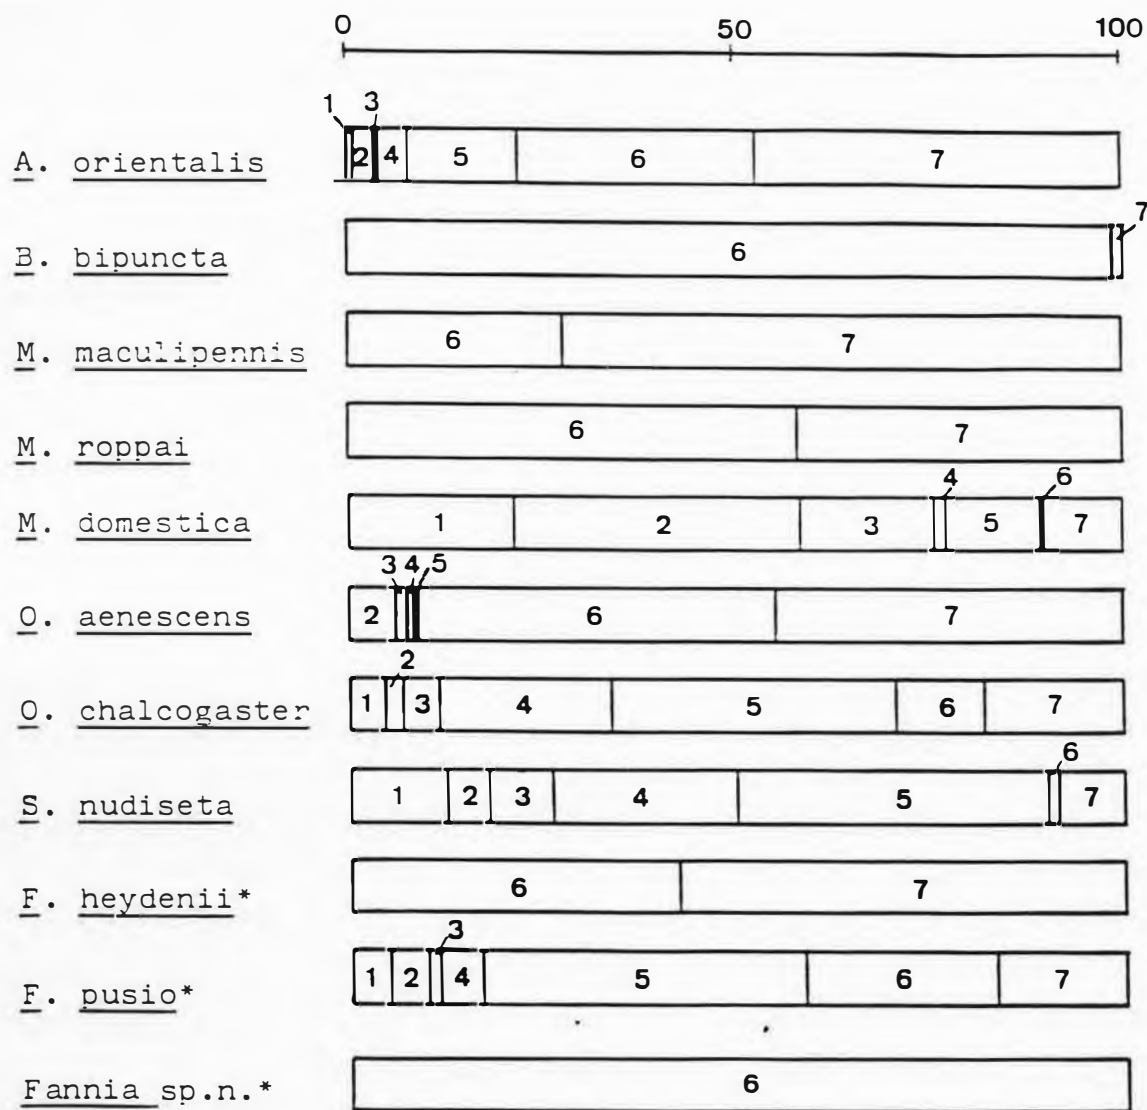 0 50 100
1 3
A. orientalis 2 4 5 6 7
7
B. bipuncta 6
M. maculipennis 6 7
M. roppai 6 7
4 6
M. domestica 1 2 3 5 7
3 4 5
O. aenescens 2 6 7
2
O. chalcogaster 1 3 4 5 6 7
6
S. nudiseta 1 2 3 4 5 7
F. heydenii* 6 7
3
F. pusio* 1 2 4 5 6 7
Fannia sp.n.* 6